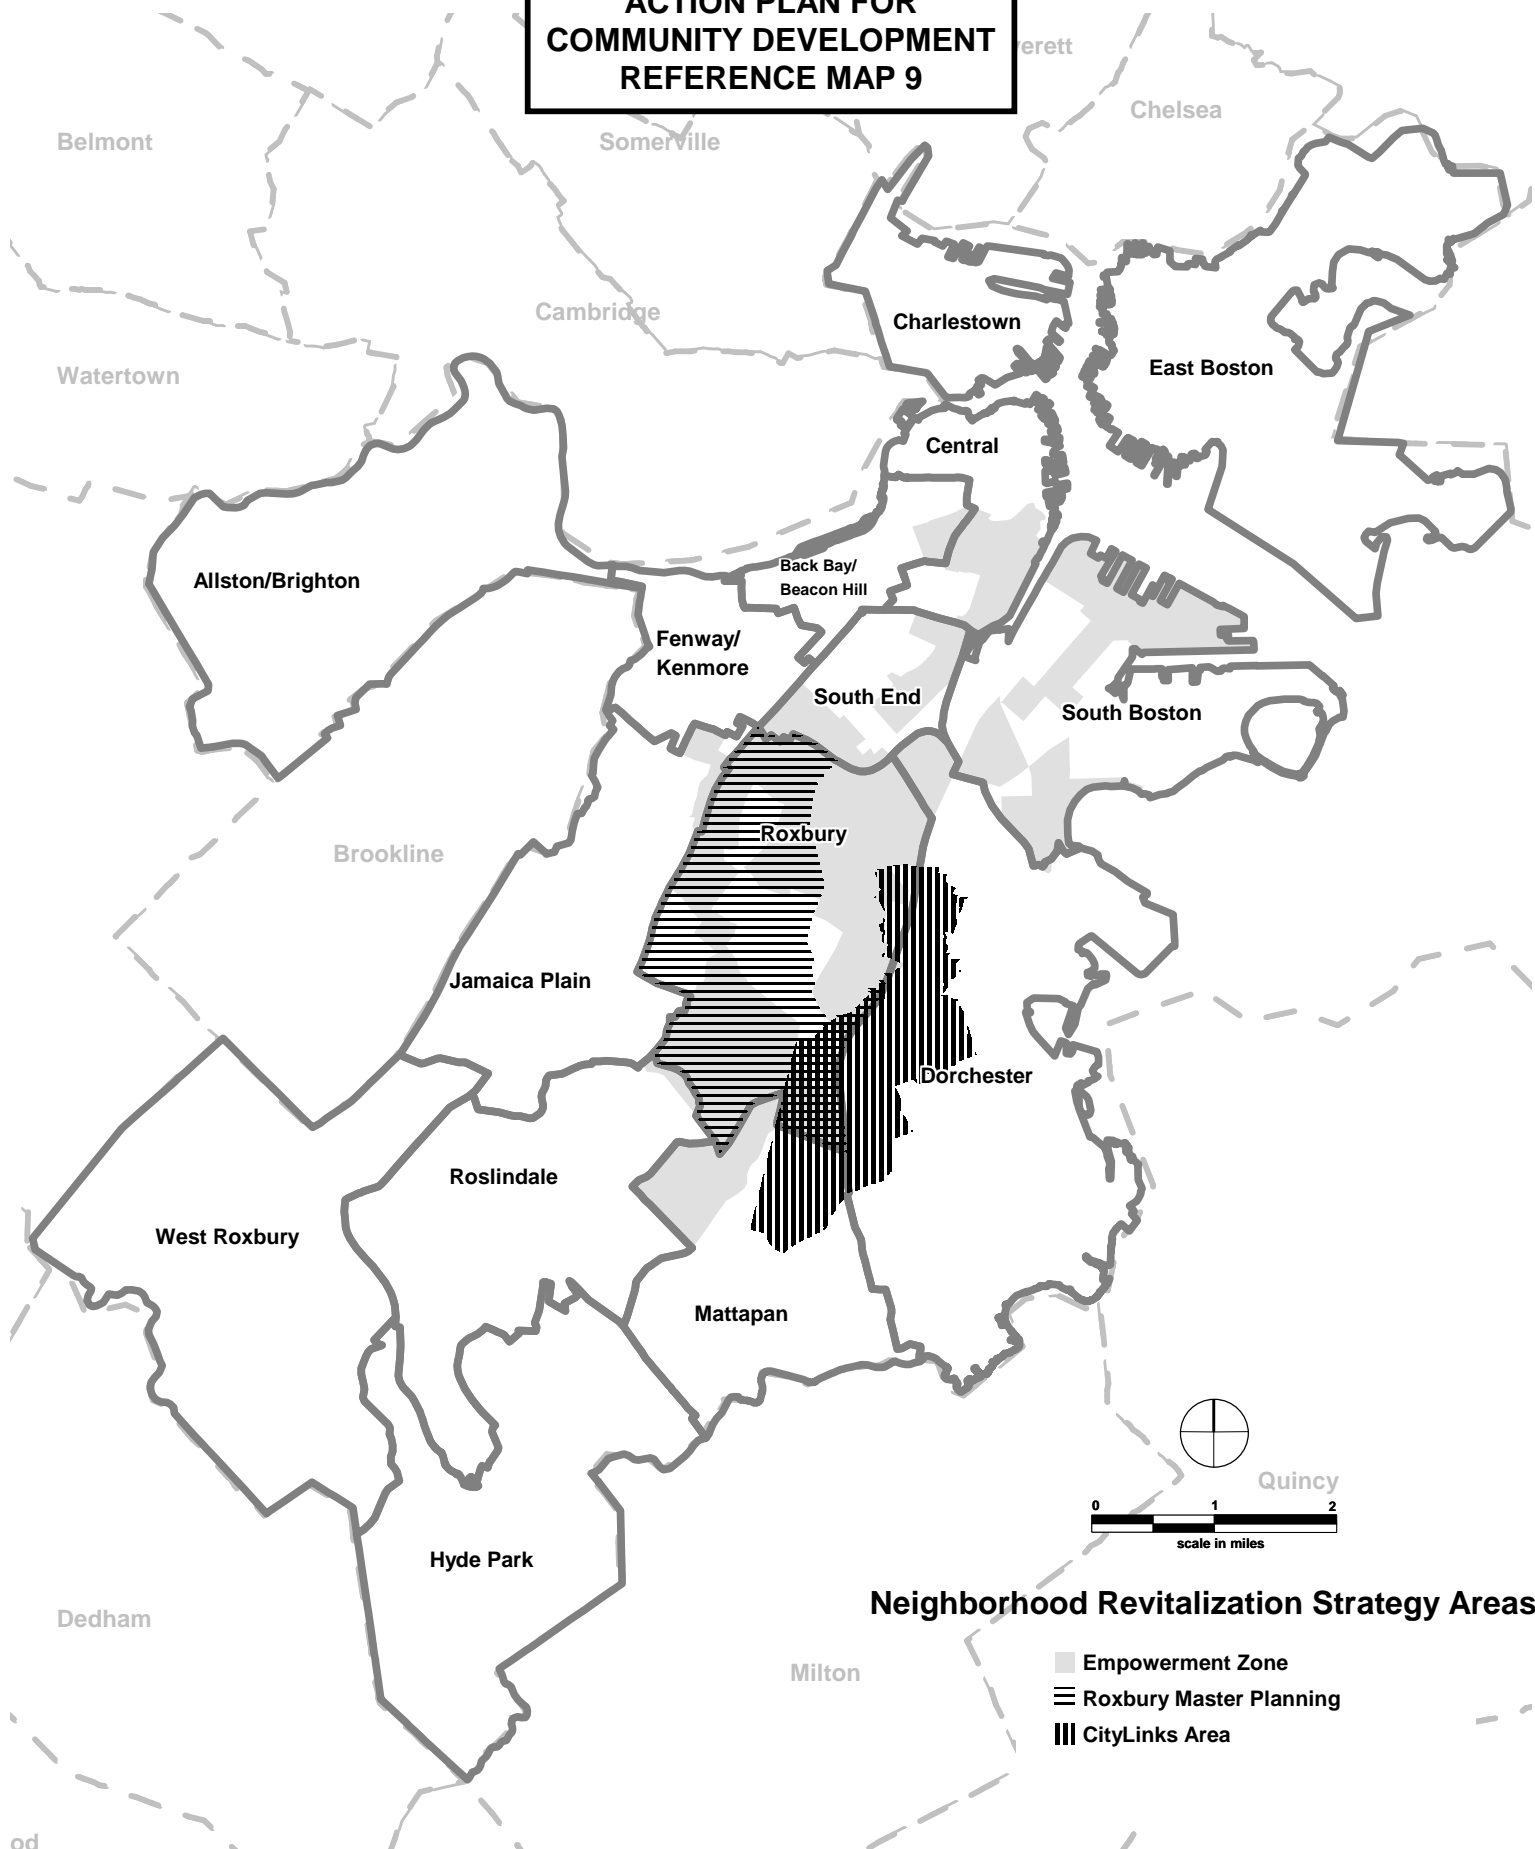 ACTION PLAN FOR
COMMUNITY DEVELOPMENT
REFERENCE MAP 9
verett
Chelsea
Belmont
Somerville
Cambridge
Charlestown
Watertown
East Boston
Central
Allston/Brighton
Back Bay/
Beacon Hill
Fenway/
Kenmore
South End
South Boston
Roxbury
Brookline
Jamaica Plain
Dorchester
Roslindale
West Roxbury
Mattapan
Quincy
0 1 2
scale in miles
Hyde Park
Neighborhood Revitalization Strategy Areas
Dedham
Milton
Empowerment Zone
Roxbury Master Planning
CityLinks Area
od